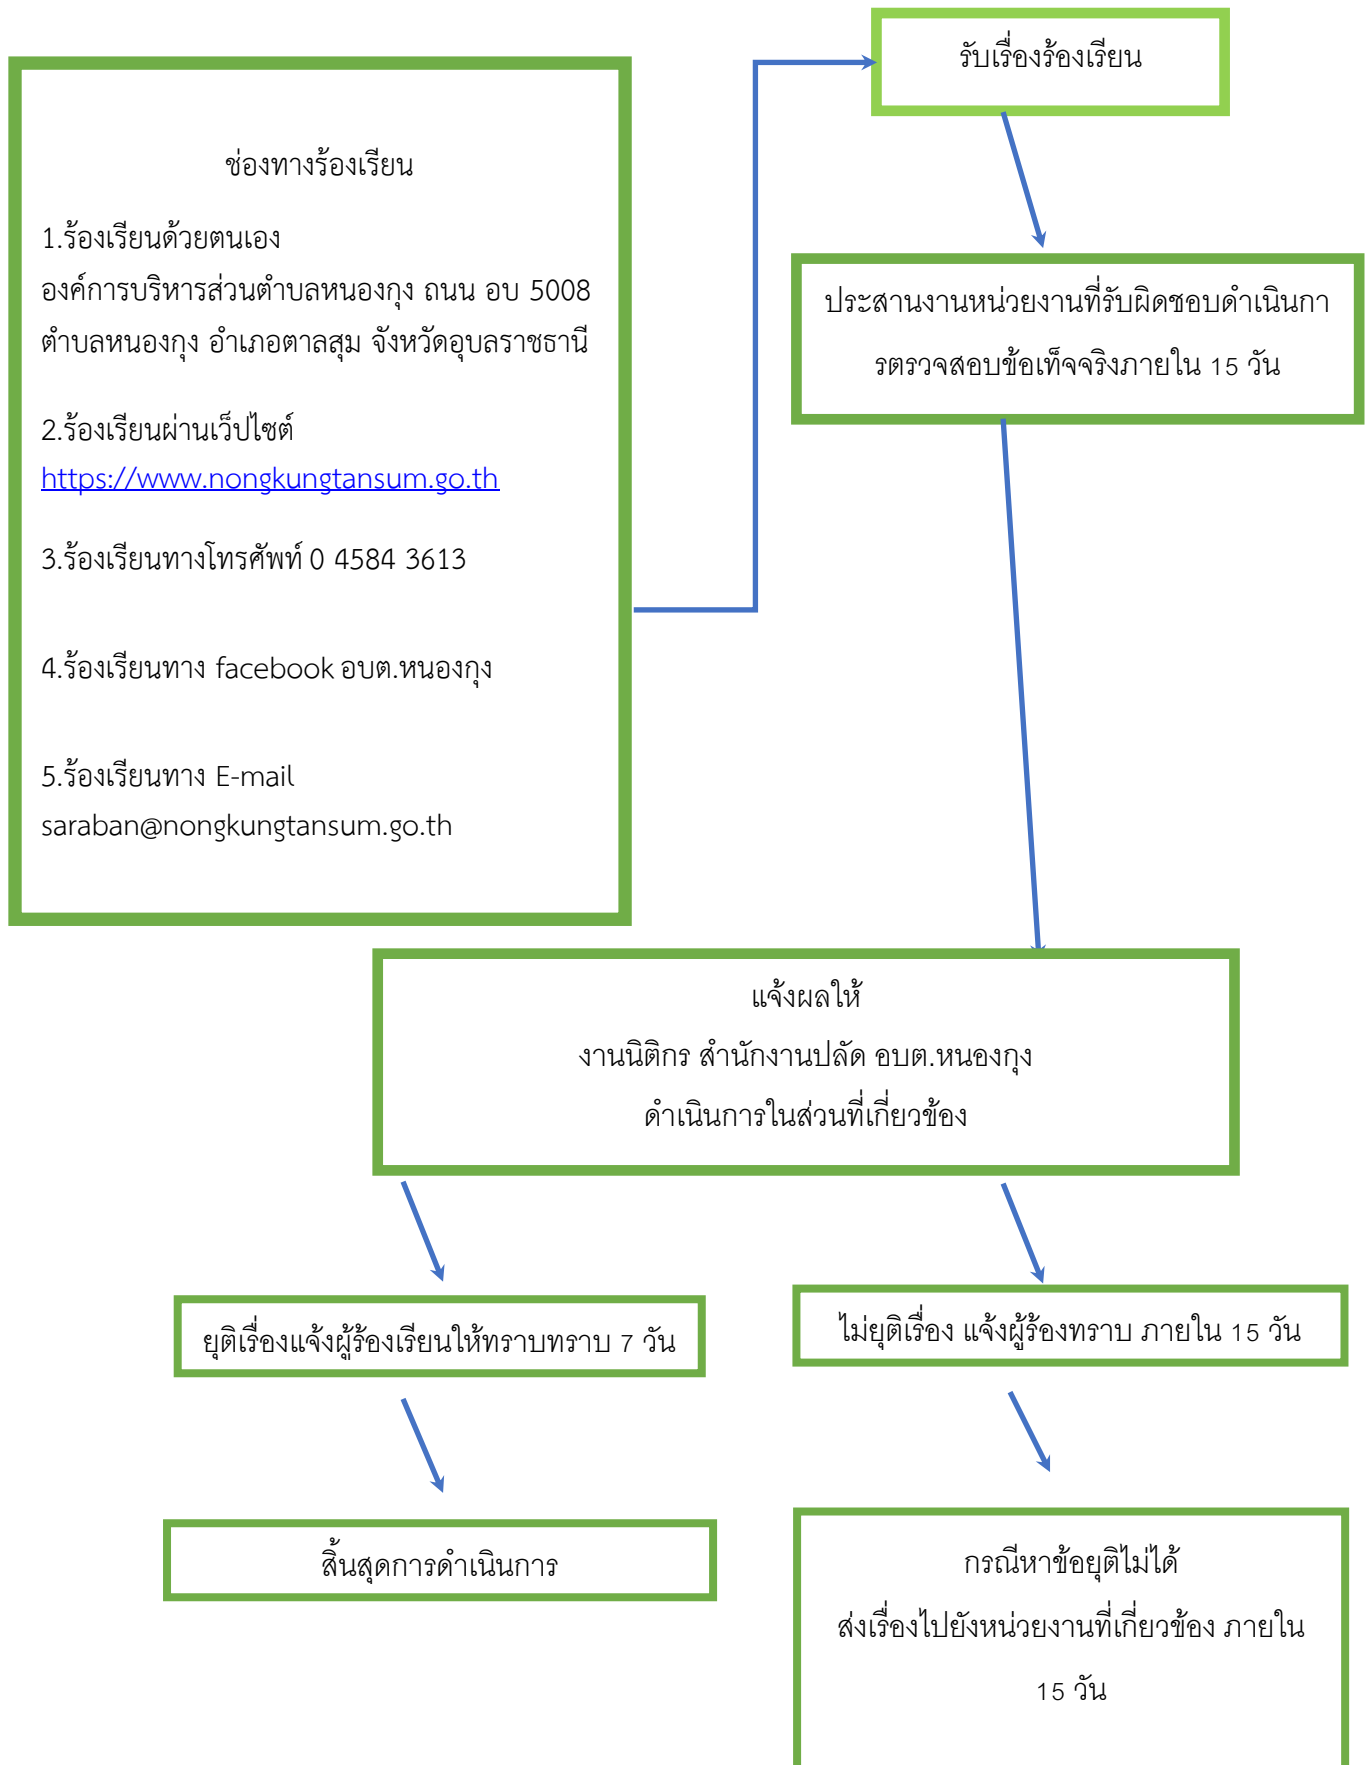 ช่องทางร้องเรียน
1.ร้องเรียนด้วยตนเอง
องค์การบริหารส่วนตำบลหนองกุง ถนน อบ 5008
ตำบลหนองกุง อำเภอตาลสุม จังหวัดอุบลราชธานี
2.ร้องเรียนผ่านเว็ปไซต์
https://www.nongkungtansum.go.th
3.ร้องเรียนทางโทรศัพท์ 0 4584 3613
4.ร้องเรียนทาง facebook อบต.หนองกุง
5.ร้องเรียนทาง E-mail
saraban@nongkungtansum.go.th
รับเรื่องร้องเรียน
ประสานงานหน่วยงานที่รับผิดชอบดำเนินกา
รตรวจสอบข้อเท็จจริงภายใน 15 วัน
แจ้งผลให้
งานนิติกร สำนักงานปลัด อบต.หนองกุง
ดำเนินการในส่วนที่เกี่ยวข้อง
ยุติเรื่องแจ้งผู้ร้องเรียนให้ทราบทราบ 7 วัน
ไม่ยุติเรื่อง แจ้งผู้ร้องทราบ ภายใน 15 วัน
สิ้นสุดการดำเนินการ
กรณีหาข้อยุติไม่ได้
ส่งเรื่องไปยังหน่วยงานที่เกี่ยวข้อง ภายใน
15 วัน